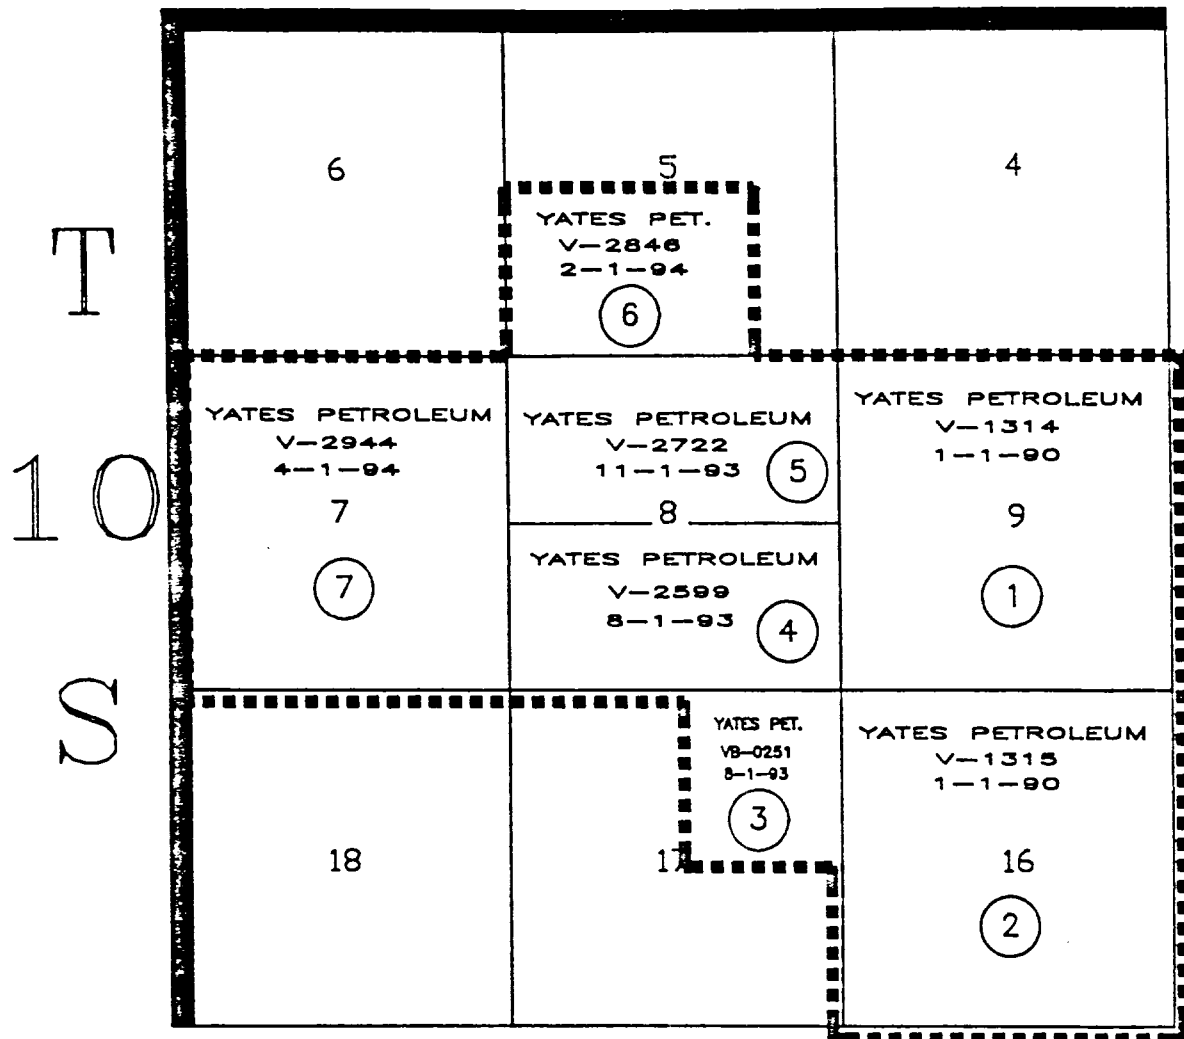 6
5
4
T
YATES PET.
V-2846
2-1-94
6
10
YATES PETROLEUM
V-2944
4-1-94
7
7
YATES PETROLEUM
V-2722
11-1-93
5
8
YATES PETROLEUM
V-2599
8-1-93
4
YATES PETROLEUM
V-1314
1-1-90
9
1
S
18
17
YATES PET.
VB-0251
8-1-93
3
YATES PETROLEUM
V-1315
1-1-90
16
2